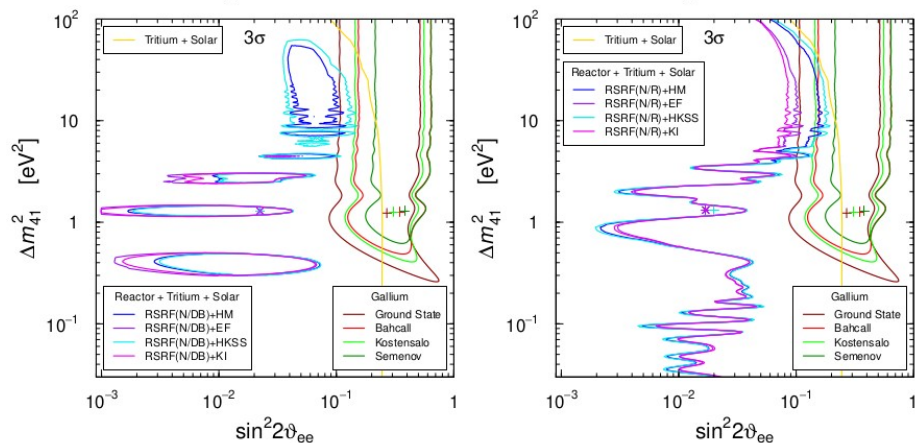 10²
10
1
10⁻¹
Δm²₄₁ [eV²]
Tritium + Solar
3σ
Reactor + Tritium + Solar
RSRF(N/DB)+HM
RSRF(N/DB)+EF
RSRF(N/DB)+HKSS
RSRF(N/DB)+KI
Gallium
Ground State
Bahcall
Kostensalo
Semenov
10⁻³
10⁻²
10⁻¹
1
sin²2ϑee
10²
10
1
10⁻¹
Δm²₄₁ [eV²]
Tritium + Solar
3σ
Reactor + Tritium + Solar
RSRF(N/R)+HM
RSRF(N/R)+EF
RSRF(N/R)+HKSS
RSRF(N/R)+KI
Gallium
Ground State
Bahcall
Kostensalo
Semenov
10⁻³
10⁻²
10⁻¹
1
sin²2ϑee